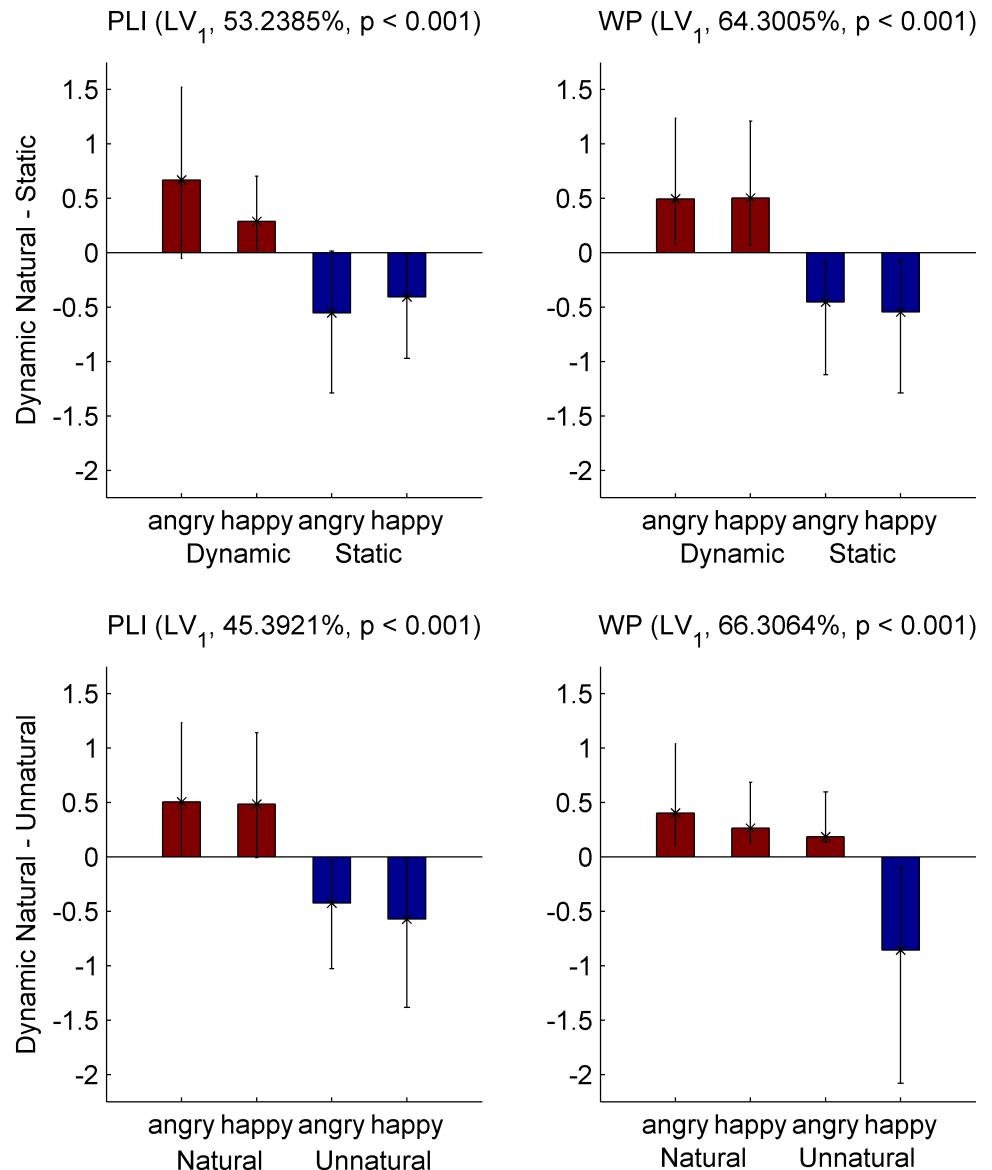 PLI (LV1, 53.2385%, p < 0.001)
WP (LV1, 64.3005%, p < 0.001)
Dynamic Natural - Static
1.5
1
0.5
0
-0.5
-1
-1.5
-2
angry happy angry happy
Dynamic Static
1.5
1
0.5
0
-0.5
-1
-1.5
-2
angry happy angry happy
Dynamic Static
PLI (LV1, 45.3921%, p < 0.001)
WP (LV1, 66.3064%, p < 0.001)
Dynamic Natural - Unnatural
1.5
1
0.5
0
-0.5
-1
-1.5
-2
angry happy angry happy
Natural Unnatural
1.5
1
0.5
0
-0.5
-1
-1.5
-2
angry happy angry happy
Natural Unnatural